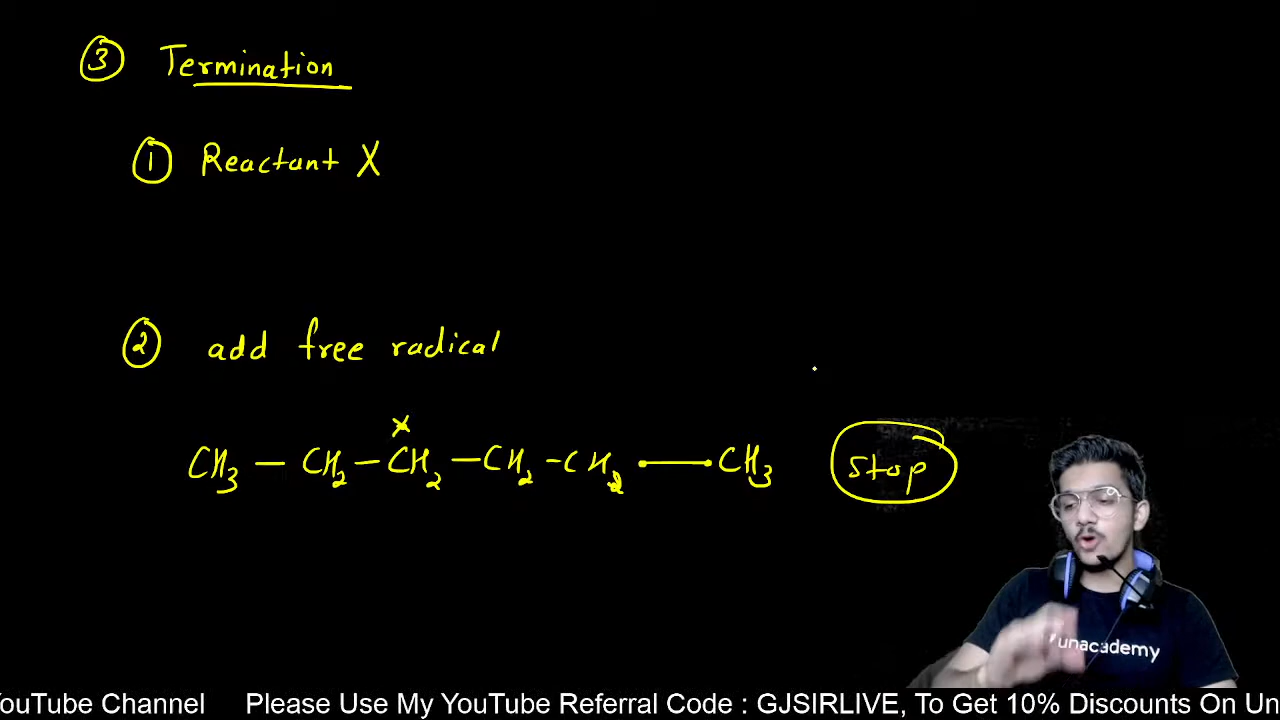 ③ Termination
① Reactant X
② add free radical
x
CH₃ — CH₂ — CH₂ — CH₂ - CH₂ •——• CH₃ Stop
unacademy
YouTube Channel Please Use My YouTube Referral Code : GJSIRLIVE, To Get 10% Discounts On Un